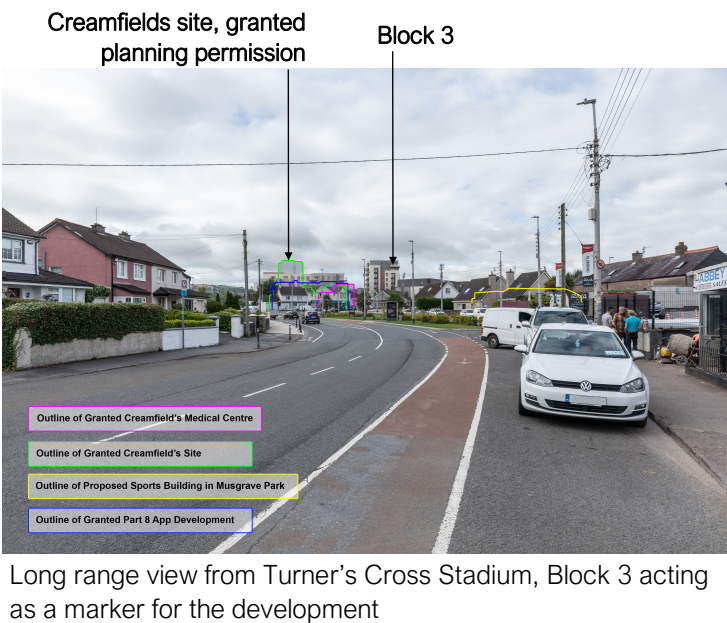 Creamfields site, granted
planning permission
Block 3
ABBEY
SALES
Outline of Granted Creamfield's Medical Centre
Outline of Granted Creamfield's Site
Outline of Proposed Sports Building in Musgrave Park
Outline of Granted Part 8 App Development
Long range view from Turner's Cross Stadium, Block 3 acting
as a marker for the development